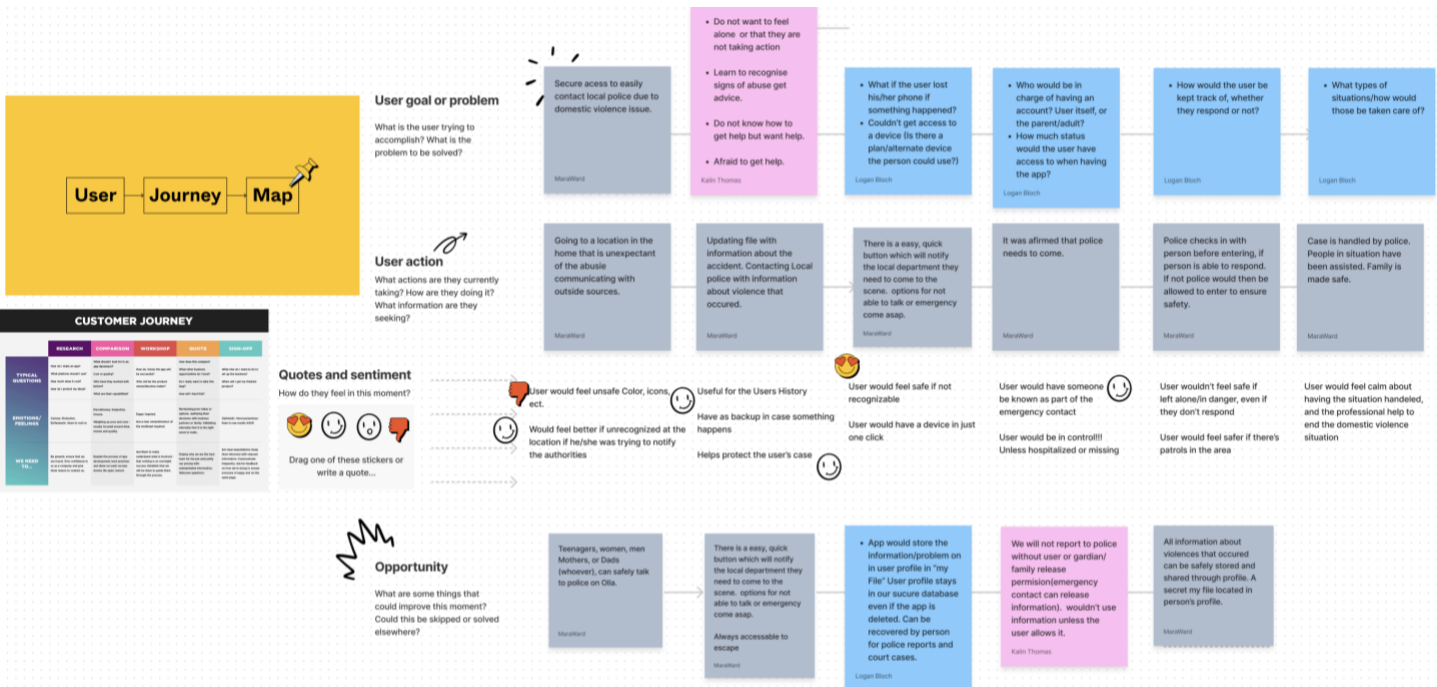 User
Journey
Map
User goal or problem
What is the user trying to
accomplish? What is the
problem to be solved?
Secure acess to easily
contact local police due to
domestic violence issue.
MaraWard
• Do not want to feel
alone or that they are
not taking action
• Learn to recognise
signs of abuse get
advice.
• Do not know how to
get help but want help.
• Afraid to get help.
Kalin Thomas
• What if the user lost
his/her phone if
something happened?
• Couldn't get access to
a device (Is there a
plan/alternate device
the person could use?)
Logan Bloch
• Who would be in
charge of having an
account? User itself, or
the parent/adult?
• How much status
would the user have
access to when having
the app?
Logan Bloch
• How would the user be
kept track of, whether
they respond or not?
Logan Bloch
• What types of
situations/how would
those be taken care of?
Logan Bloch
User action
What actions are they currently
taking? How are they doing it?
What information are they
seeking?
Going to a location in the
home that is unexpectant
of the abusie
communicating with
outside sources.
MaraWard
Updating file with
information about the
accident. Contacting Local
police with information
about violence that
occured.
MaraWard
There is a easy, quick
button which will notify
the local department they
need to come to the
scene. options for not
able to talk or emergency
come asap.
MaraWard
It was afirmed that police
needs to come.
MaraWard
Police checks in with
person before entering, if
person is able to respond.
If not police would then be
allowed to enter to ensure
safety.
MaraWard
Case is handled by police.
People in situation have
been assisted. Family is
made safe.
MaraWard
CUSTOMER JOURNEY
RESEARCH
COMPARISON
WORKSHOP
QUOTE
SIGN-OFF
TYPICAL
QUESTIONS
EMOTIONS/
FEELINGS
WE NEED
TO...
Quotes and sentiment
How do they feel in this moment?
Drag one of these stickers or
write a quote...
User would feel unsafe Color, icons,
ect.
Would feel better if unrecognized at the
location if he/she was trying to notify
the authorities
Useful for the Users History
Have as backup in case something
happens
Helps protect the user's case
User would feel safe if not
recognizable
User would have a device in just
one click
User would have someone
be known as part of the
emergency contact
User would be in control!!!
Unless hospitalized or missing
User wouldn't feel safe if
left alone/in danger, even if
they don't respond
User would feel safer if there's
patrols in the area
User would feel calm about
having the situation handeled,
and the professional help to
end the domestic violence
situation
Opportunity
What are some things that
could improve this moment?
Could this be skipped or solved
elsewhere?
Teenagers, women, men
Mothers, or Dads
(whoever), can safely talk
to police on Olla.
MaraWard
There is a easy, quick
button which will notify
the local department they
need to come to the
scene. options for not
able to talk or emergency
come asap.
Always accessable to
escape
MaraWard
• App would store the
information/problem on
in user profile in "my
File" User profile stays
in our sucure database
even if the app is
deleted. Can be
recovered by person
for police reports and
court cases.
Logan Bloch
We will not report to police
without user or gardian/
family release
permision(emergency
contact can release
information). wouldn't use
information unless the
user allows it.
Kalin Thomas
All information about
violences that occured
can be safely stored and
shared through profile. A
secret my file located in
person's profile.
MaraWard